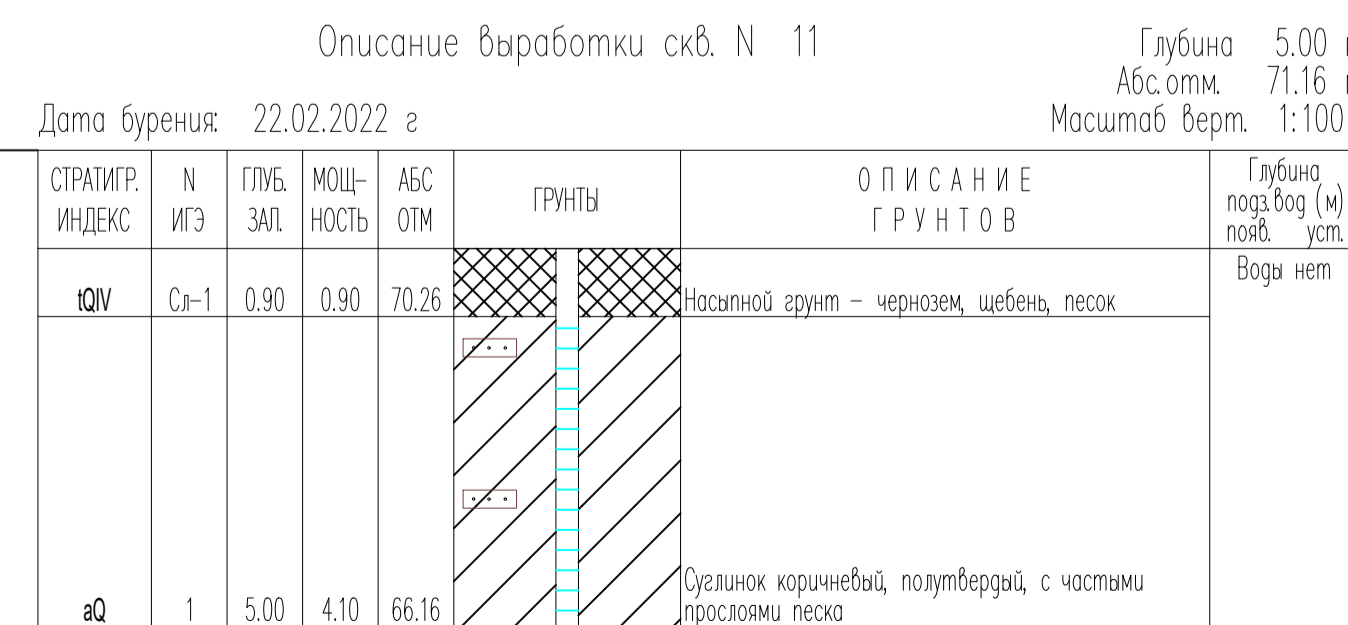 Описание выработки скв. N 11
Глубина 5.00
Абс.отм. 71.16
Дата бурения: 22.02.2022 г
Масштаб верт. 1:100
СТРАТИГР. ИНДЕКС
N ИГЭ
ГЛУБ. ЗАЛ.
МОЩ–
НОСТЬ
АБС ОТМ
ГРУНТЫ
ОПИСАНИЕ
ГРУНТОВ
Глубина
подз.вод (м)
появ. уст.
tQIV Сл–1 0.90 0.90 70.26 Насыпной грунт – чернозем, щебень, песок
Воды нет
aQ 1 5.00 4.10 66.16
Суглинок коричневый, полутвердый, с частыми
прослоями песка